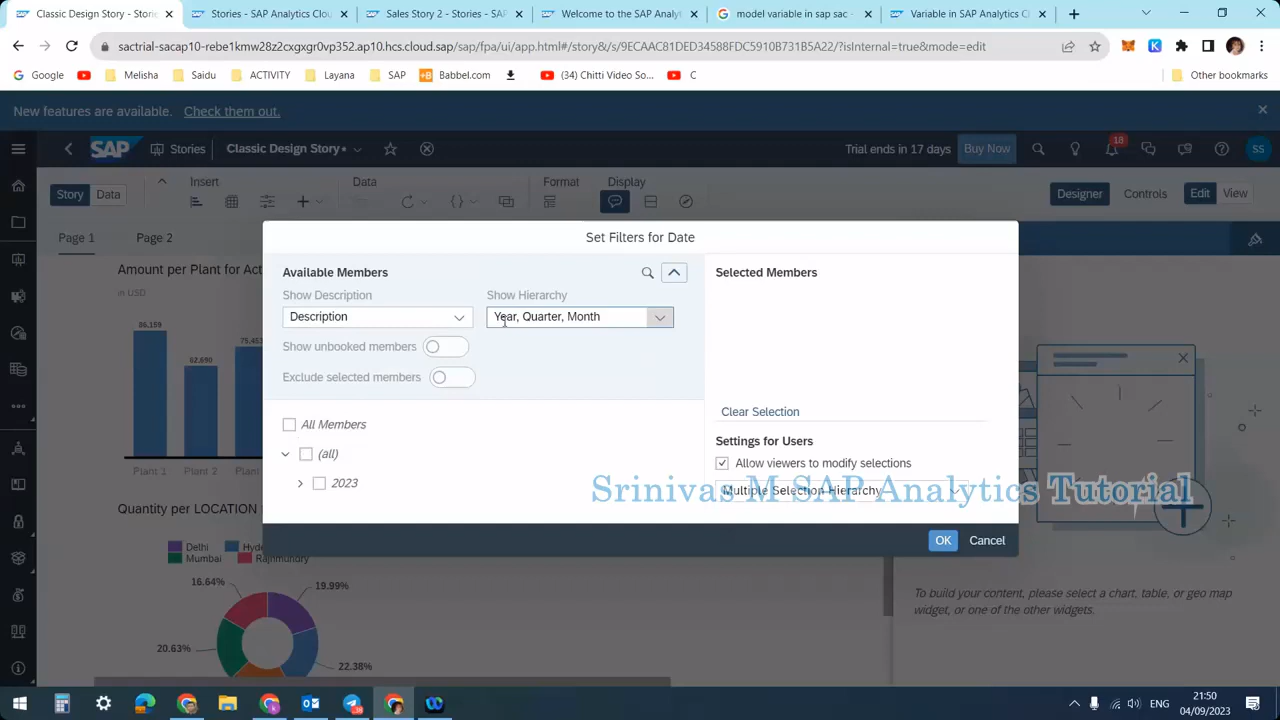 Classic Design Story - Stories
Stories - SAP Analytics Clou
Sales Story 2 - Stories - SAP
Welcome to the SAP Analyti
model variable in sap sac -
Variable in SAP Analytics C
sactrial-sacap10-rebe1kmw28z2cxgxgr0vp352.ap10.hcs.cloud.sap/sap/fpa/ui/app.html#/story&/s/9ECAAC81DED34588FDC5910B731B5A22/?isInternal=true&mode=edit
Google
Melisha
Saidu
ACTIVITY
Layana
SAP
Babbel.com
(34) Chitti Video So...
C
Other bookmarks
New features are available. Check them out.
SAP
Stories
Classic Design Story*
Trial ends in 17 days
Buy Now
18
SS
Story
Data
Insert
Data
Format
Display
Designer
Controls
Edit
View
Page 1
Page 2
Amount per Plant for Act
in USD
86,159
62,690
75,453
Plant 1
Plant 2
Plant
Quantity per LOCATION
Delhi
Hyde
Mumbai
Rajnmundry
16.64%
19.99%
20.63%
22.38%
Set Filters for Date
Available Members
Show Description
Show Hierarchy
Description
Year, Quarter, Month
Show unbooked members
Exclude selected members
All Members
(all)
2023
Selected Members
Clear Selection
Settings for Users
Allow viewers to modify selections
Multiple Selection Hierarchy
Srinivas M SAP Analytics Tutorial
OK
Cancel
To build your content, please select a chart, table, or geo map
widget, or one of the other widgets.
ENG
21:50
04/09/2023